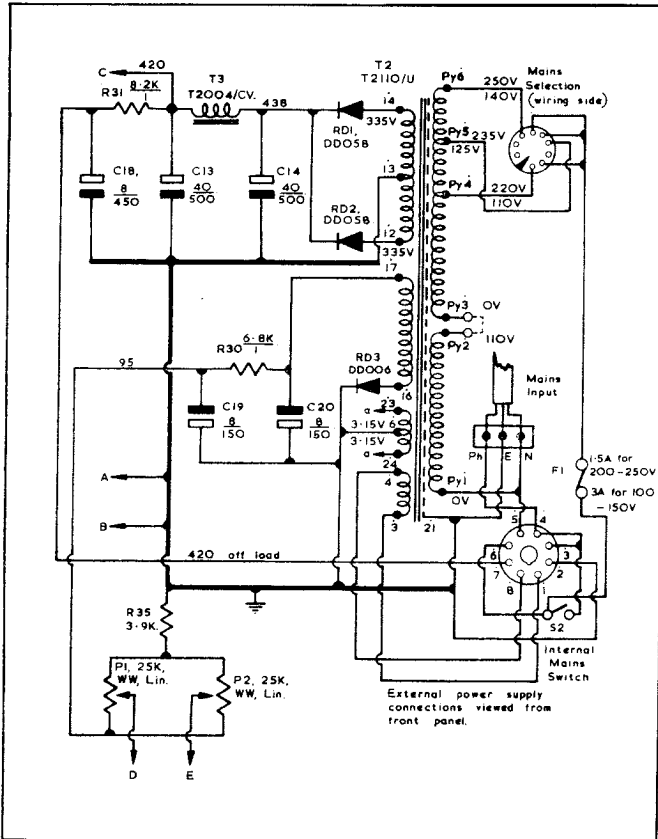 C
420
R31
8·2K
1
T3
T2004/CV.
438
T2
T2110/U
14
335V
RD1,
DD058
13
RD2,
DD058
12
335V
C18,
8
450
C13
40
500
C14
40
500
Py6
250V
140V
Py5
235V
125V
Py4
220V
110V
Mains
Selection
(wiring side)
17
R30
6·8K
1
95
C19
8
150
C20
8
150
RD3
DD006
16
23
a
3·15V
6
3·15V
a
24
4
3
Py3
0V
Py2
110V
Py1
0V
21
Mains
Input
Ph
E
N
F1
1·5A for
200-250V
3A for 100
-150V
A
B
420 off load
5
4
6
3
7
2
8
1
S2
Internal
Mains
Switch
R35
3·9K.
P1, 25K,
WW, Lin.
P2, 25K,
WW, Lin.
D
E
External power supply
connections viewed from
front panel.